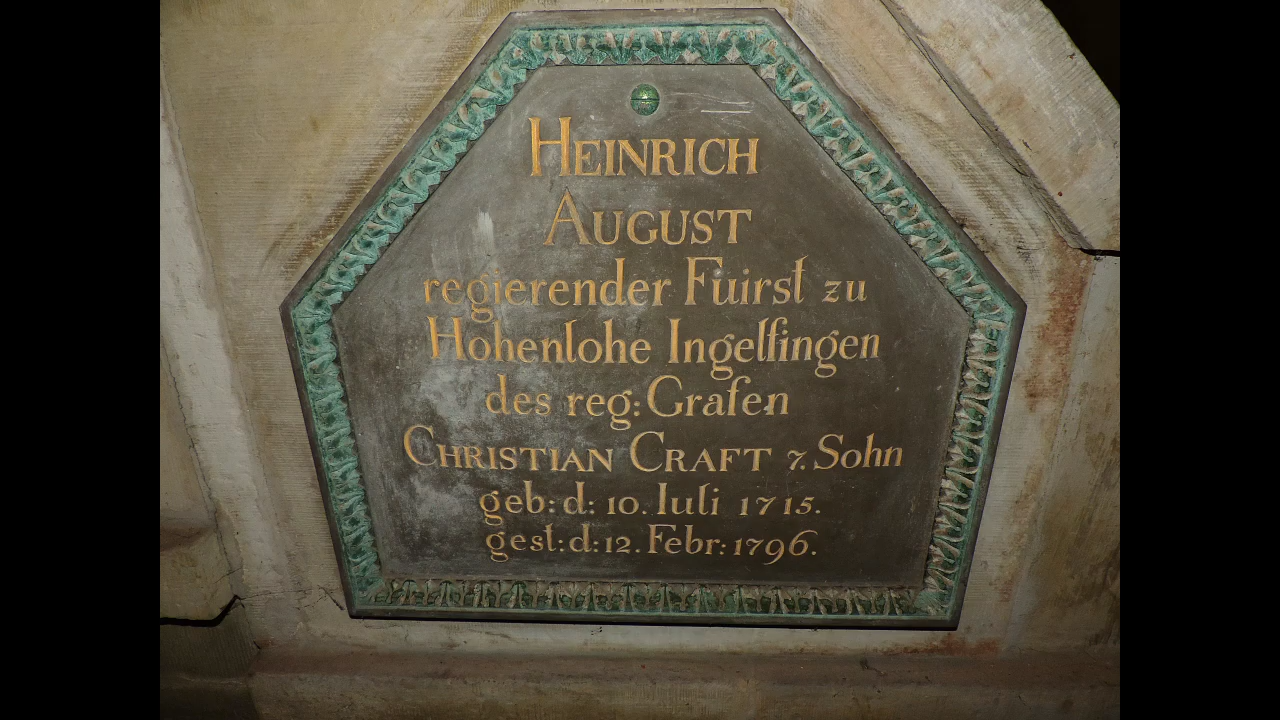 HEINRICH
AUGUST
regierender Fuirst zu
Hohenlohe Ingelfingen
des reg: Grafen
CHRISTIAN CRAFT 7. Sohn
geb: d: 10. Iuli 1715.
gest: d: 12. Febr: 1796.